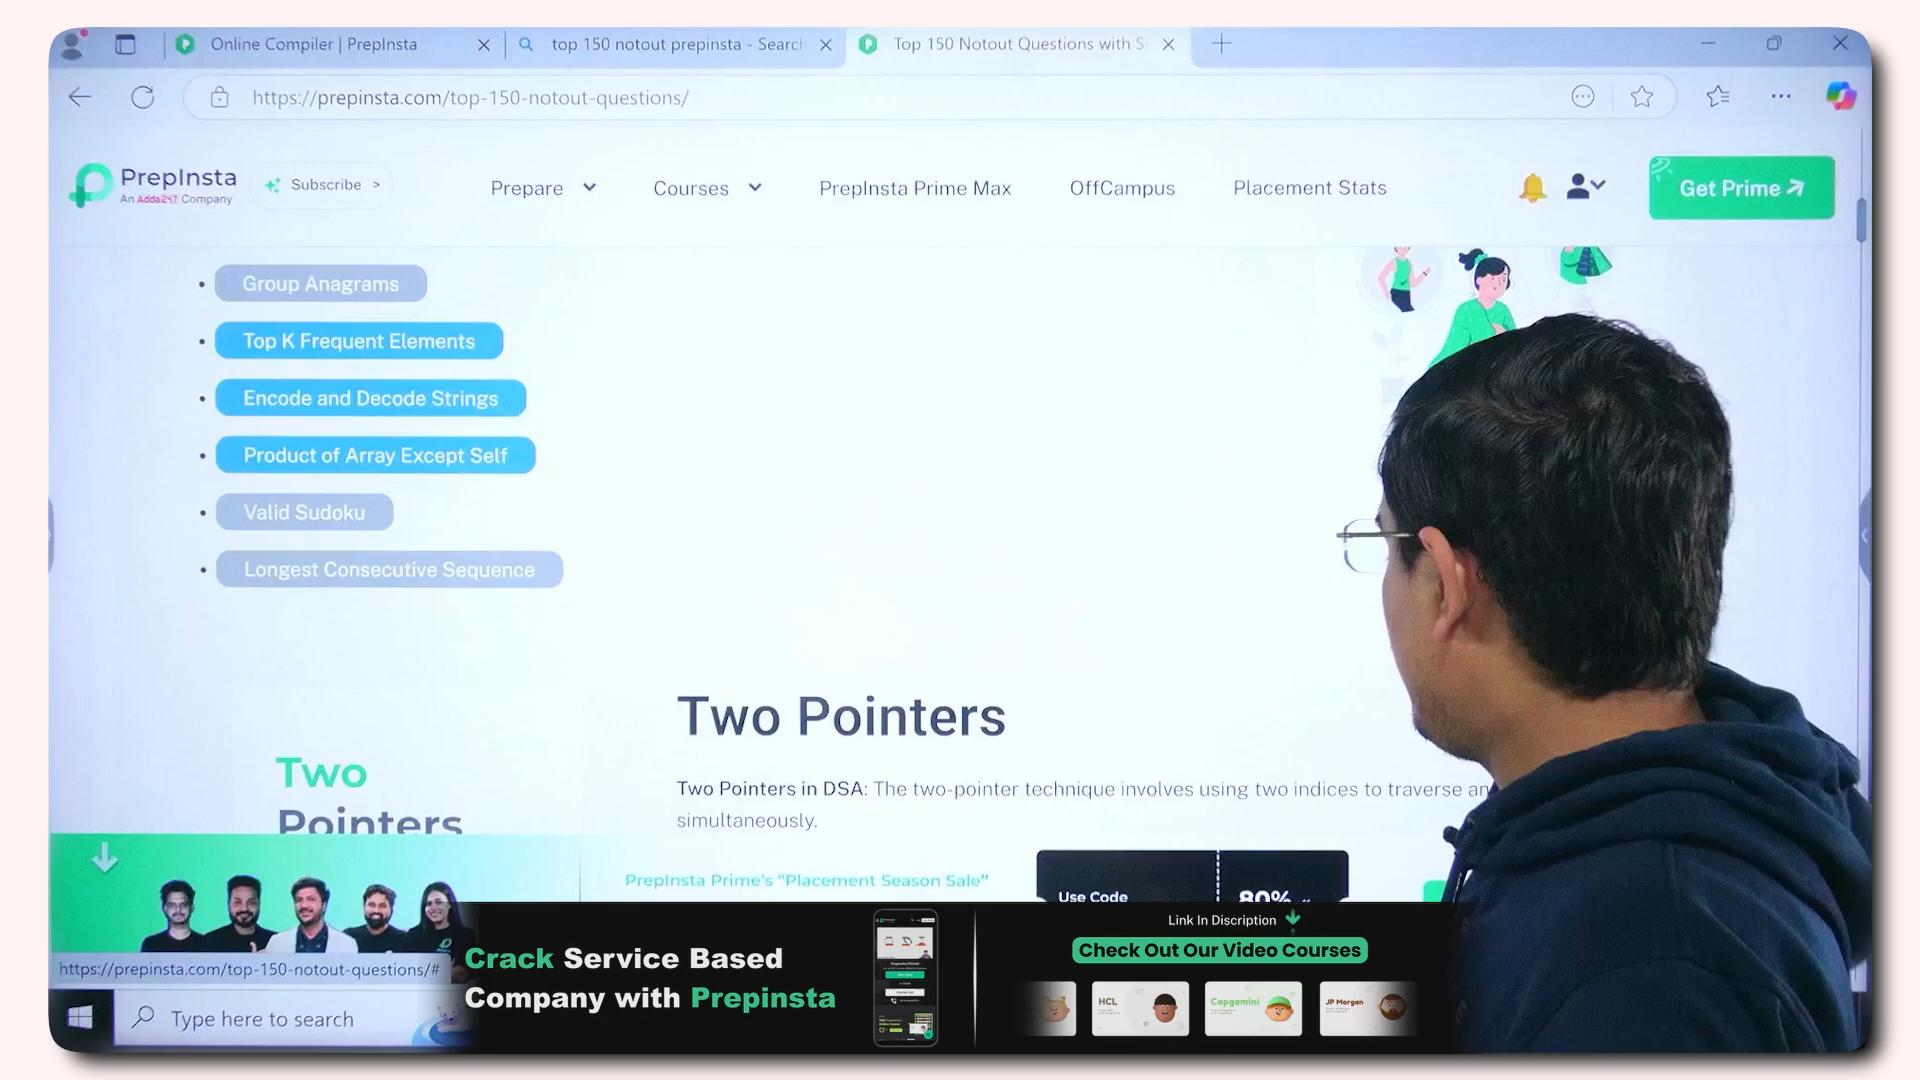 Online Compiler | PrepInsta
top 150 notout prepinsta - Search
Top 150 Notout Questions with S
https://prepinsta.com/top-150-notout-questions/
PrepInsta
An Adda247 Company
Subscribe >
Prepare
Courses
PrepInsta Prime Max
OffCampus
Placement Stats
Get Prime
Group Anagrams
Top K Frequent Elements
Encode and Decode Strings
Product of Array Except Self
Valid Sudoku
Longest Consecutive Sequence
Two Pointers
Two Pointers in DSA: The two-pointer technique involves using two indices to traverse an
simultaneously.
Two
Pointers
PrepInsta Prime's "Placement Season Sale"
Use Code
80%
https://prepinsta.com/top-150-notout-questions/#
Type here to search
Crack Service Based
Company with Prepinsta
Link In Discription
Check Out Our Video Courses
HCL
Capgemini
JP Morgan